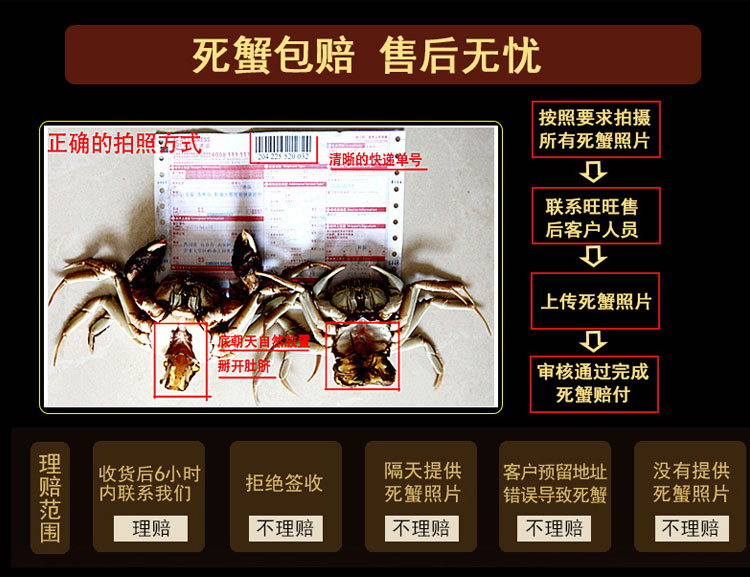 死蟹包赔 售后无忧
正确的拍照方式
204 225 520 032
清晰的快递单号
底朝天自然放置
掰开肚脐
按照要求拍摄
所有死蟹照片
联系旺旺售
后客户人员
上传死蟹照片
审核通过完成
死蟹赔付
理赔范围
收货后6小时
内联系我们
理赔
拒绝签收
不理赔
隔天提供
死蟹照片
不理赔
客户预留地址
错误导致死蟹
不理赔
没有提供
死蟹照片
不理赔